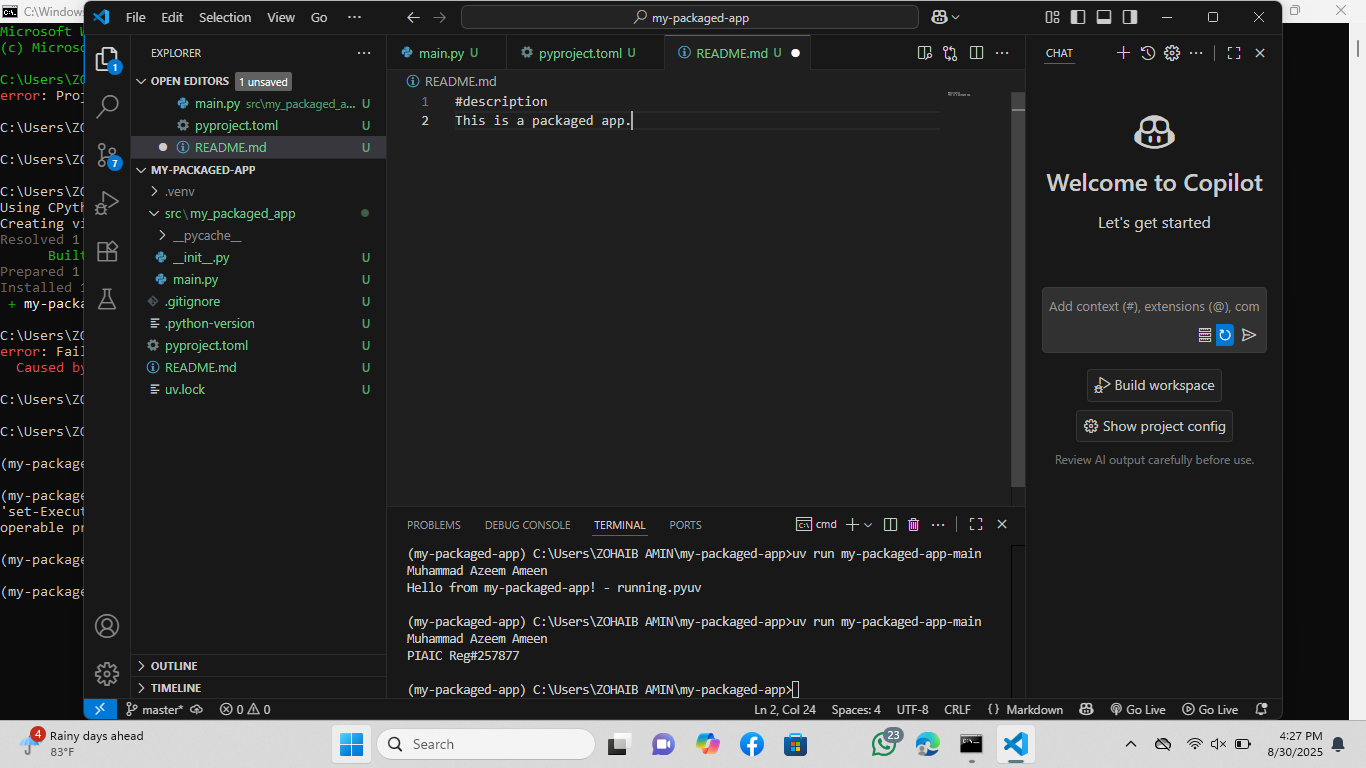 C:\Window
File Edit Selection View Go ···
my-packaged-app
Microsoft W
(c) Microso
C:\Users\ZO
error: Proj
C:\Users\ZO
C:\Users\ZO
C:\Users\ZO
Using CPyth
Creating vi
Resolved 1
Built
Prepared 1
Installed 1
+ my-packa
C:\Users\ZO
error: Fail
Caused by
C:\Users\ZO
C:\Users\ZO
(my-package
(my-package
'set-Execut
operable pr
(my-package
(my-package
1
7
EXPLORER
OPEN EDITORS 1 unsaved
main.py src\my_packaged_a... U
pyproject.toml U
README.md U
MY-PACKAGED-APP
.venv
src\my_packaged_app
__pycache__
__init__.py U
main.py U
.gitignore U
.python-version U
pyproject.toml U
README.md U
uv.lock U
OUTLINE
TIMELINE
main.py U pyproject.toml U README.md U
README.md
1 #description
2 This is a packaged app.
PROBLEMS DEBUG CONSOLE TERMINAL PORTS cmd
(my-packaged-app) C:\Users\ZOHAIB AMIN\my-packaged-app>uv run my-packaged-app-main
Muhammad Azeem Ameen
Hello from my-packaged-app! - running.pyuv
(my-packaged-app) C:\Users\ZOHAIB AMIN\my-packaged-app>uv run my-packaged-app-main
Muhammad Azeem Ameen
PIAIC Reg#257877
(my-packaged-app) C:\Users\ZOHAIB AMIN\my-packaged-app>
CHAT
Welcome to Copilot
Let's get started
Add context (#), extensions (@), com
Build workspace
Show project config
Review AI output carefully before use.
master* 0 0 Ln 2, Col 24 Spaces: 4 UTF-8 CRLF {} Markdown Go Live Go Live
4 Rainy days ahead
83°F
Search
23
4:27 PM
8/30/2025